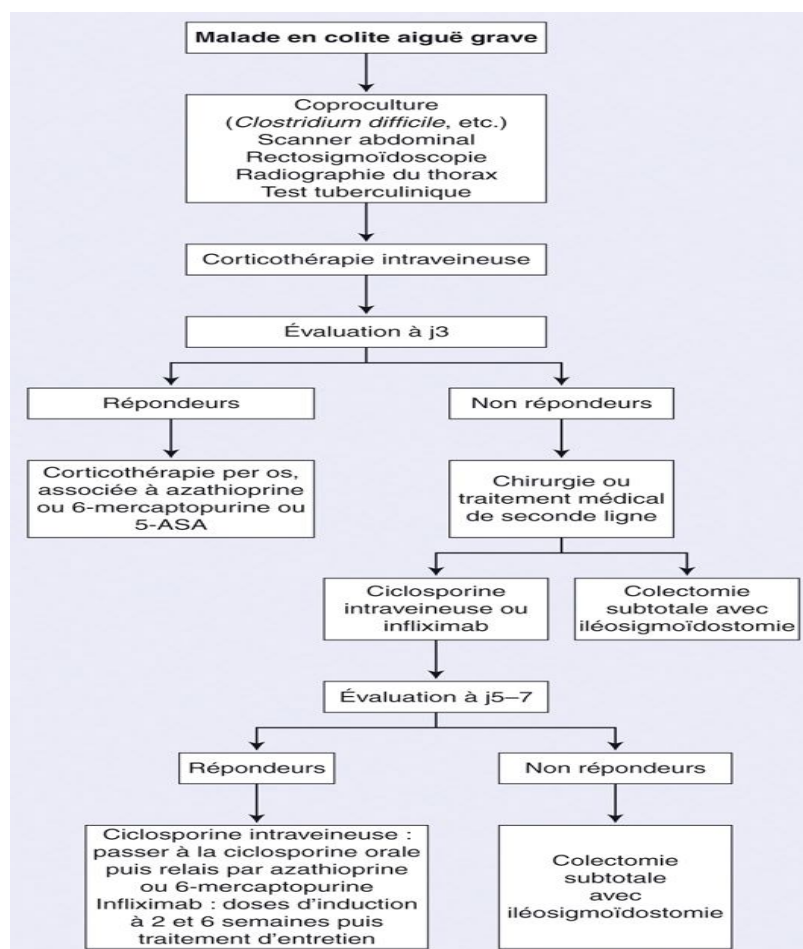 Malade en colite aiguë grave
Coproculture
(Clostridium difficile, etc.)
Scanner abdominal
Rectosigmoïdoscopie
Radiographie du thorax
Test tuberculinique
Corticothérapie intraveineuse
Évaluation à j3
Répondeurs
Non répondeurs
Corticothérapie per os,
associée à azathioprine
ou 6-mercaptopurine ou
5-ASA
Chirurgie ou
traitement médical
de seconde ligne
Ciclosporine
intraveineuse ou
infliximab
Colectomie
subtotale avec
iléosigmoïdostomie
Évaluation à j5–7
Répondeurs
Non répondeurs
Ciclosporine intraveineuse :
passer à la ciclosporine orale
puis relais par azathioprine
ou 6-mercaptopurine
Infliximab : doses d'induction
à 2 et 6 semaines puis
traitement d'entretien
Colectomie
subtotale
avec
iléosigmoïdostomie